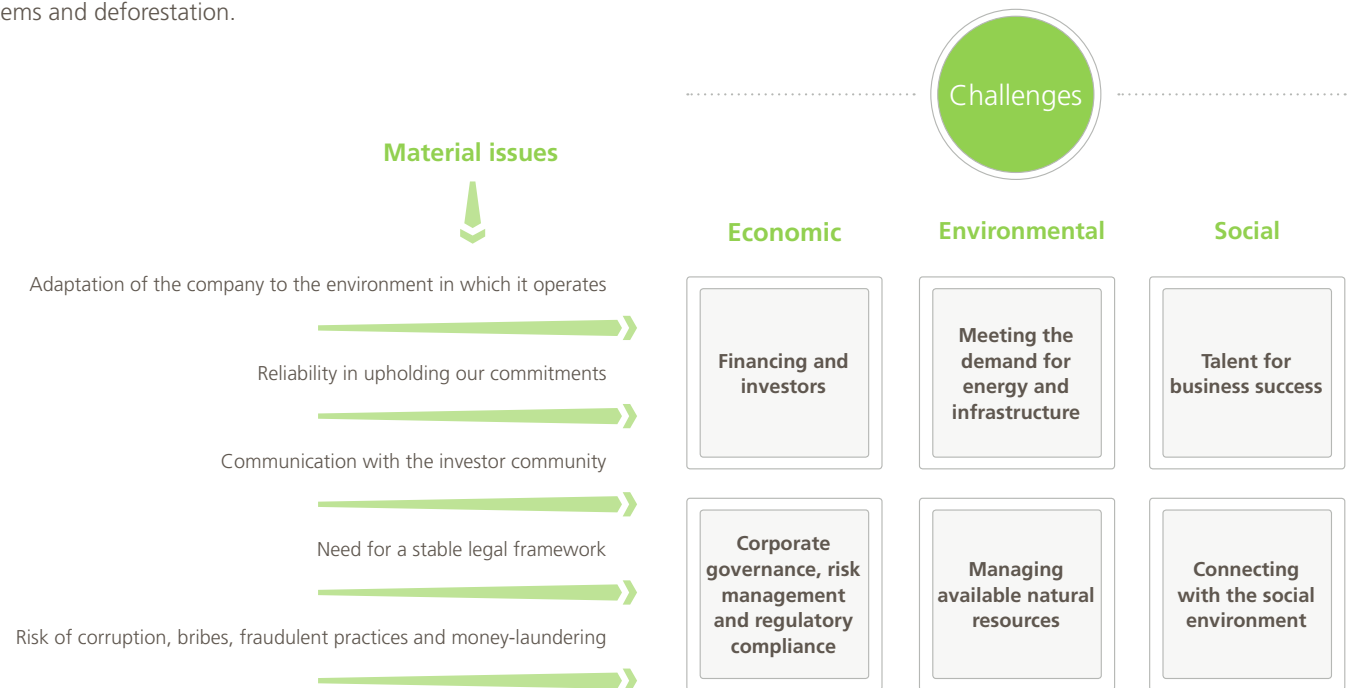 ems and deforestation.
Challenges
Material issues
Economic
Environmental
Social
Adaptation of the company to the environment in which it operates
Reliability in upholding our commitments
Communication with the investor community
Need for a stable legal framework
Risk of corruption, bribes, fraudulent practices and money-laundering
Financing and
investors
Meeting the
demand for
energy and
infrastructure
Talent for
business success
Corporate
governance, risk
management
and regulatory
compliance
Managing
available natural
resources
Connecting
with the social
environment